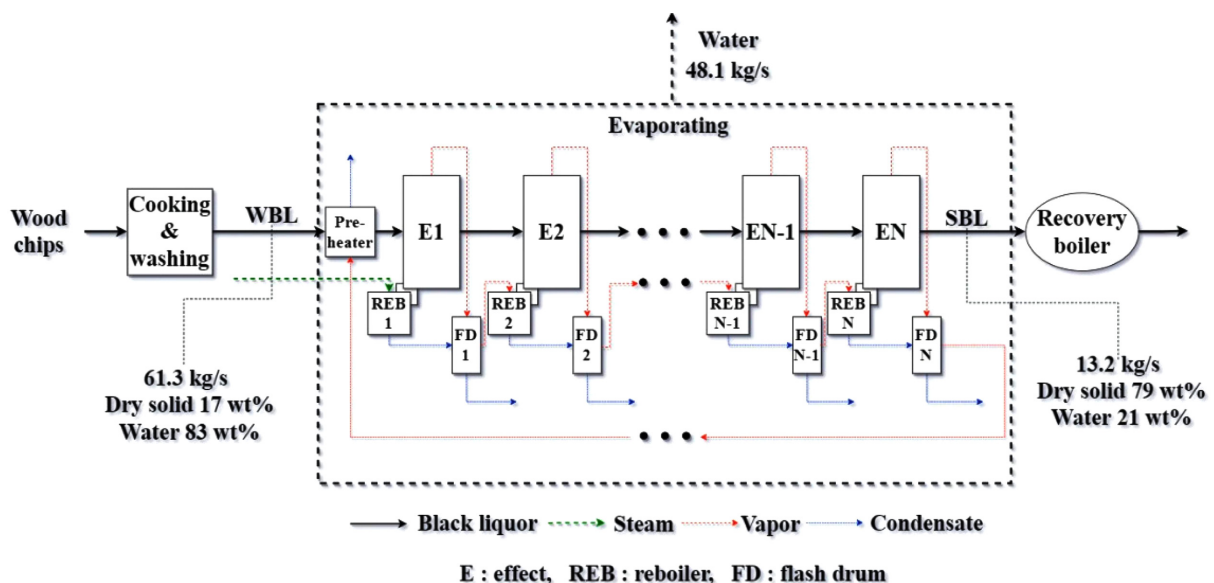 Water
48.1 kg/s
Evaporating
Wood
chips
Cooking
&
washing
WBL
Pre-
heater
E1
E2
EN-1
EN
SBL
Recovery
boiler
REB
1
REB
2
REB
N-1
REB
N
FD
1
FD
2
FD
N-1
FD
N
61.3 kg/s
Dry solid 17 wt%
Water 83 wt%
13.2 kg/s
Dry solid 79 wt%
Water 21 wt%
Black liquor
Steam
Vapor
Condensate
E : effect, REB : reboiler, FD : flash drum